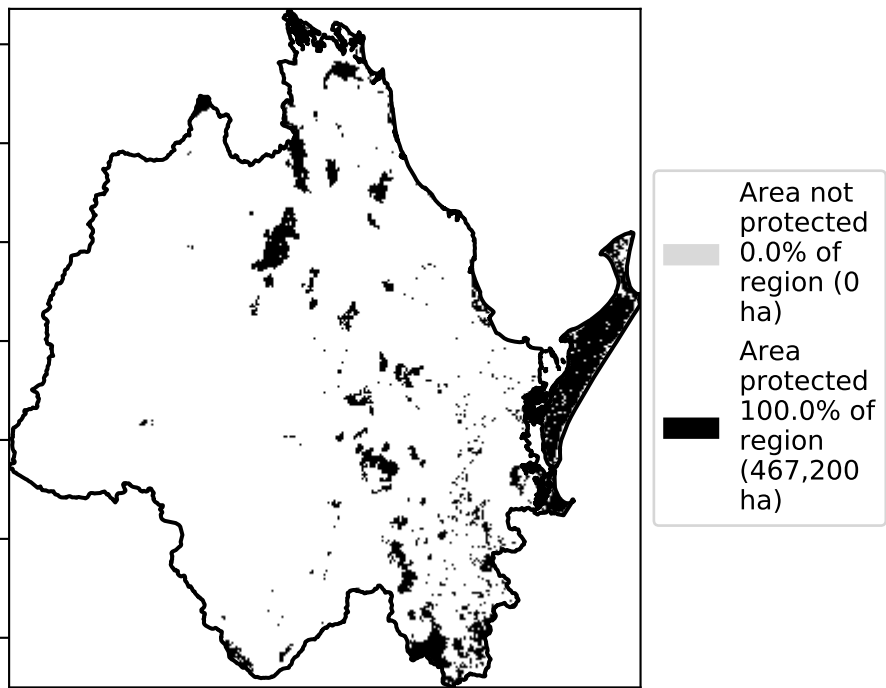 Area not
protected
0.0% of
region (0
ha)
Area
protected
100.0% of
region
(467,200
ha)